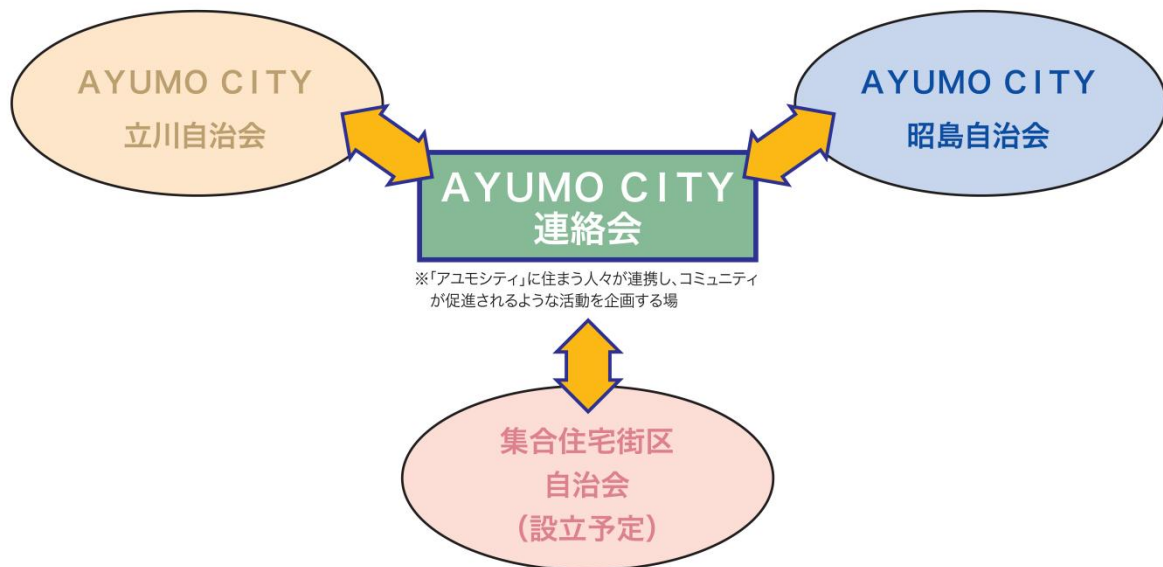 AYUMO CITY
立川自治会
AYUMO CITY
昭島自治会
AYUMO CITY
連絡会
※「アユモシティ」に住まう人々が連携し、コミュニティ
が促進されるような活動を企画する場
集合住宅街区
自治会
(設立予定)